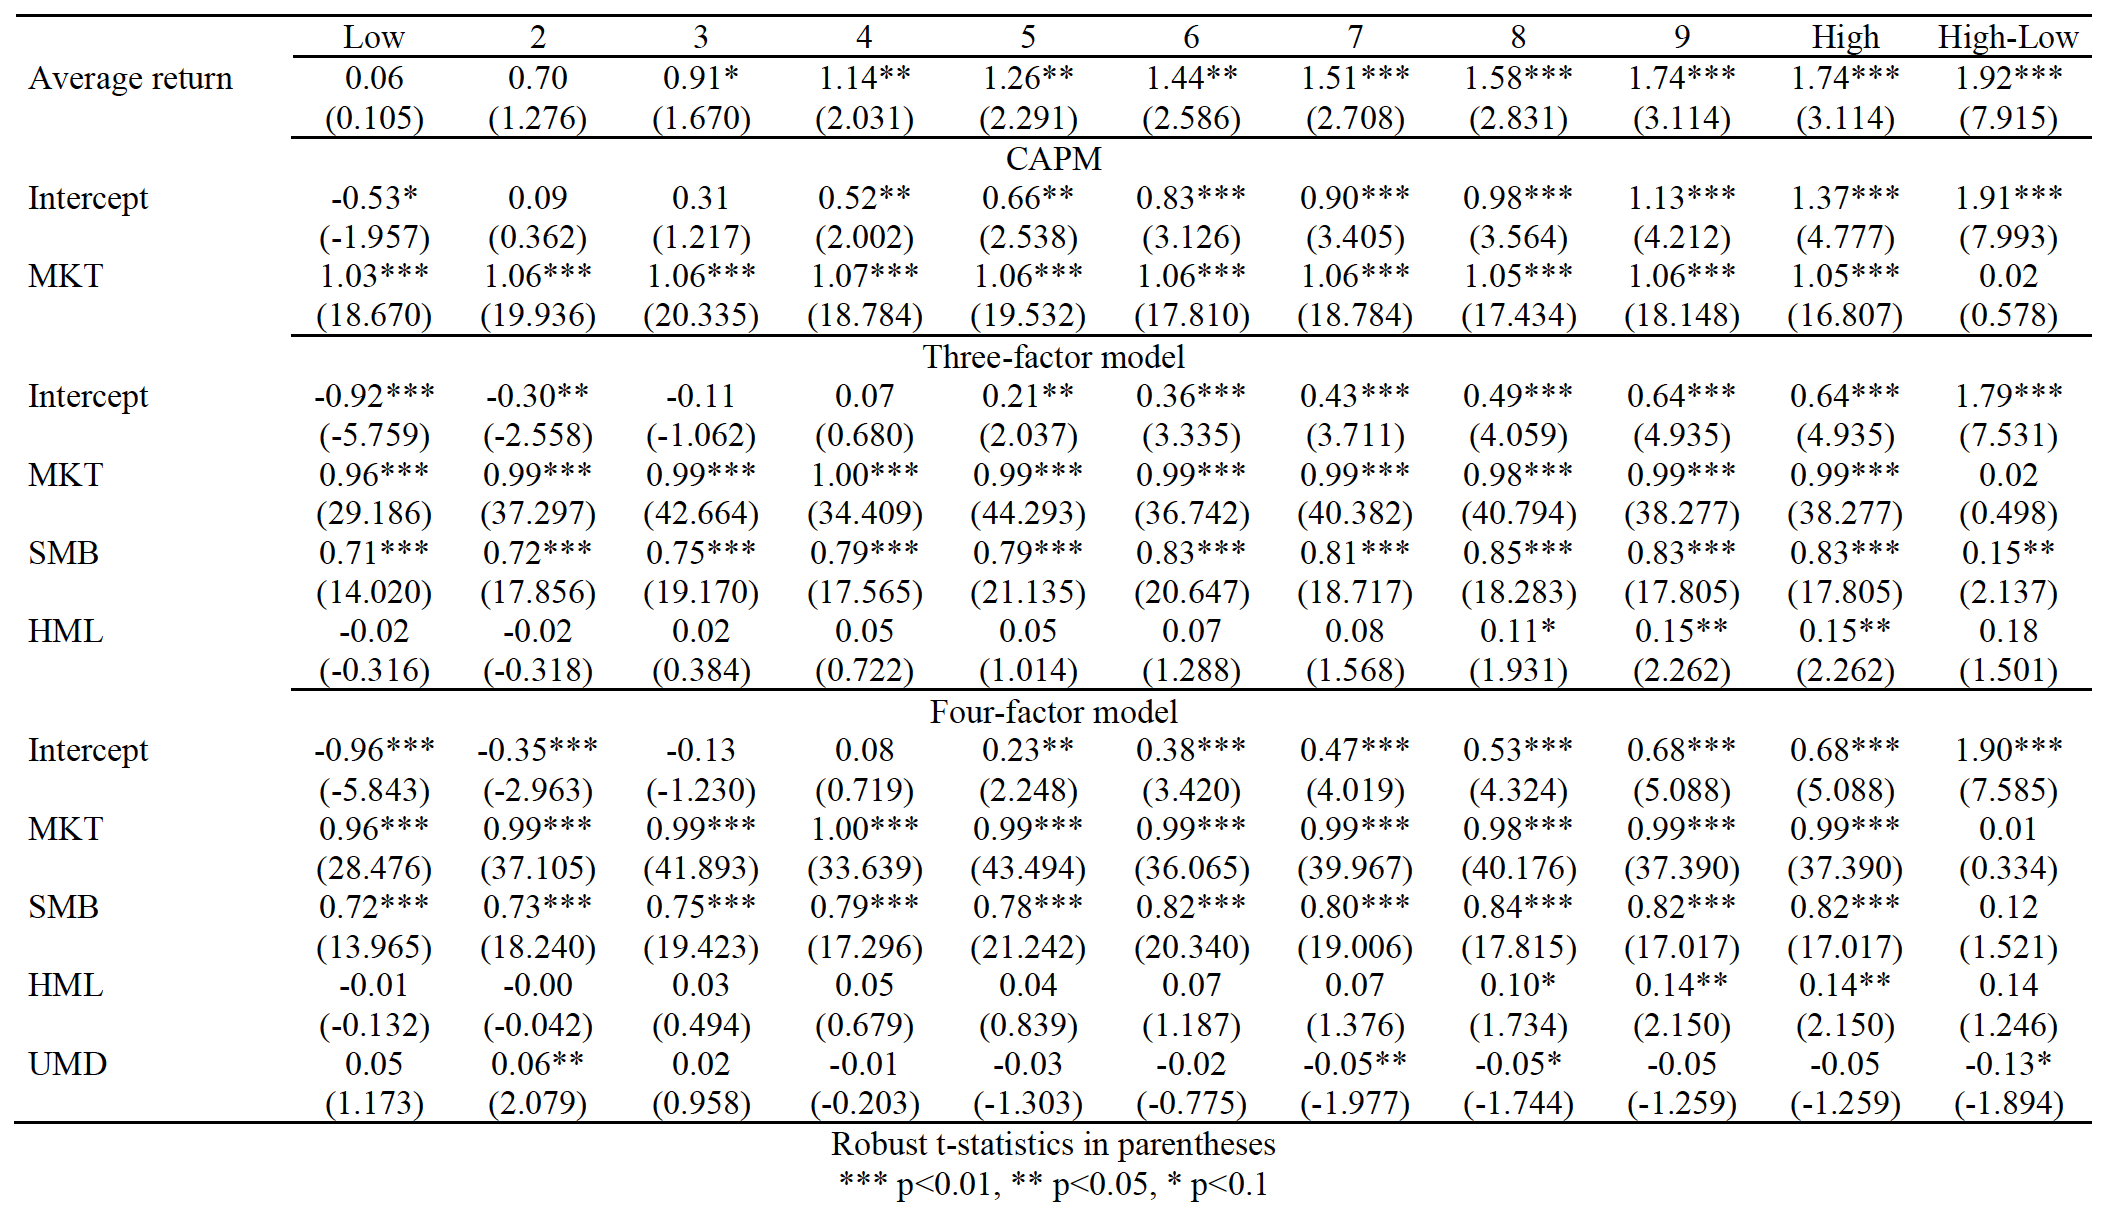 Low 2 3 4 5 6 7 8 9 High High-Low
Average return 0.06 0.70 0.91* 1.14** 1.26** 1.44** 1.51*** 1.58*** 1.74*** 1.74*** 1.92***
(0.105) (1.276) (1.670) (2.031) (2.291) (2.586) (2.708) (2.831) (3.114) (3.114) (7.915)
CAPM
Intercept -0.53* 0.09 0.31 0.52** 0.66** 0.83*** 0.90*** 0.98*** 1.13*** 1.37*** 1.91***
(-1.957) (0.362) (1.217) (2.002) (2.538) (3.126) (3.405) (3.564) (4.212) (4.777) (7.993)
MKT 1.03*** 1.06*** 1.06*** 1.07*** 1.06*** 1.06*** 1.06*** 1.05*** 1.06*** 1.05*** 0.02
(18.670) (19.936) (20.335) (18.784) (19.532) (17.810) (18.784) (17.434) (18.148) (16.807) (0.578)
Three-factor model
Intercept -0.92*** -0.30** -0.11 0.07 0.21** 0.36*** 0.43*** 0.49*** 0.64*** 0.64*** 1.79***
(-5.759) (-2.558) (-1.062) (0.680) (2.037) (3.335) (3.711) (4.059) (4.935) (4.935) (7.531)
MKT 0.96*** 0.99*** 0.99*** 1.00*** 0.99*** 0.99*** 0.99*** 0.98*** 0.99*** 0.99*** 0.02
(29.186) (37.297) (42.664) (34.409) (44.293) (36.742) (40.382) (40.794) (38.277) (38.277) (0.498)
SMB 0.71*** 0.72*** 0.75*** 0.79*** 0.79*** 0.83*** 0.81*** 0.85*** 0.83*** 0.83*** 0.15**
(14.020) (17.856) (19.170) (17.565) (21.135) (20.647) (18.717) (18.283) (17.805) (17.805) (2.137)
HML -0.02 -0.02 0.02 0.05 0.05 0.07 0.08 0.11* 0.15** 0.15** 0.18
(-0.316) (-0.318) (0.384) (0.722) (1.014) (1.288) (1.568) (1.931) (2.262) (2.262) (1.501)
Four-factor model
Intercept -0.96*** -0.35*** -0.13 0.08 0.23** 0.38*** 0.47*** 0.53*** 0.68*** 0.68*** 1.90***
(-5.843) (-2.963) (-1.230) (0.719) (2.248) (3.420) (4.019) (4.324) (5.088) (5.088) (7.585)
MKT 0.96*** 0.99*** 0.99*** 1.00*** 0.99*** 0.99*** 0.99*** 0.98*** 0.99*** 0.99*** 0.01
(28.476) (37.105) (41.893) (33.639) (43.494) (36.065) (39.967) (40.176) (37.390) (37.390) (0.334)
SMB 0.72*** 0.73*** 0.75*** 0.79*** 0.78*** 0.82*** 0.80*** 0.84*** 0.82*** 0.82*** 0.12
(13.965) (18.240) (19.423) (17.296) (21.242) (20.340) (19.006) (17.815) (17.017) (17.017) (1.521)
HML -0.01 -0.00 0.03 0.05 0.04 0.07 0.07 0.10* 0.14** 0.14** 0.14
(-0.132) (-0.042) (0.494) (0.679) (0.839) (1.187) (1.376) (1.734) (2.150) (2.150) (1.246)
UMD 0.05 0.06** 0.02 -0.01 -0.03 -0.02 -0.05** -0.05* -0.05 -0.05 -0.13*
(1.173) (2.079) (0.958) (-0.203) (-1.303) (-0.775) (-1.977) (-1.744) (-1.259) (-1.259) (-1.894)
Robust t-statistics in parentheses
*** p<0.01, ** p<0.05, * p<0.1